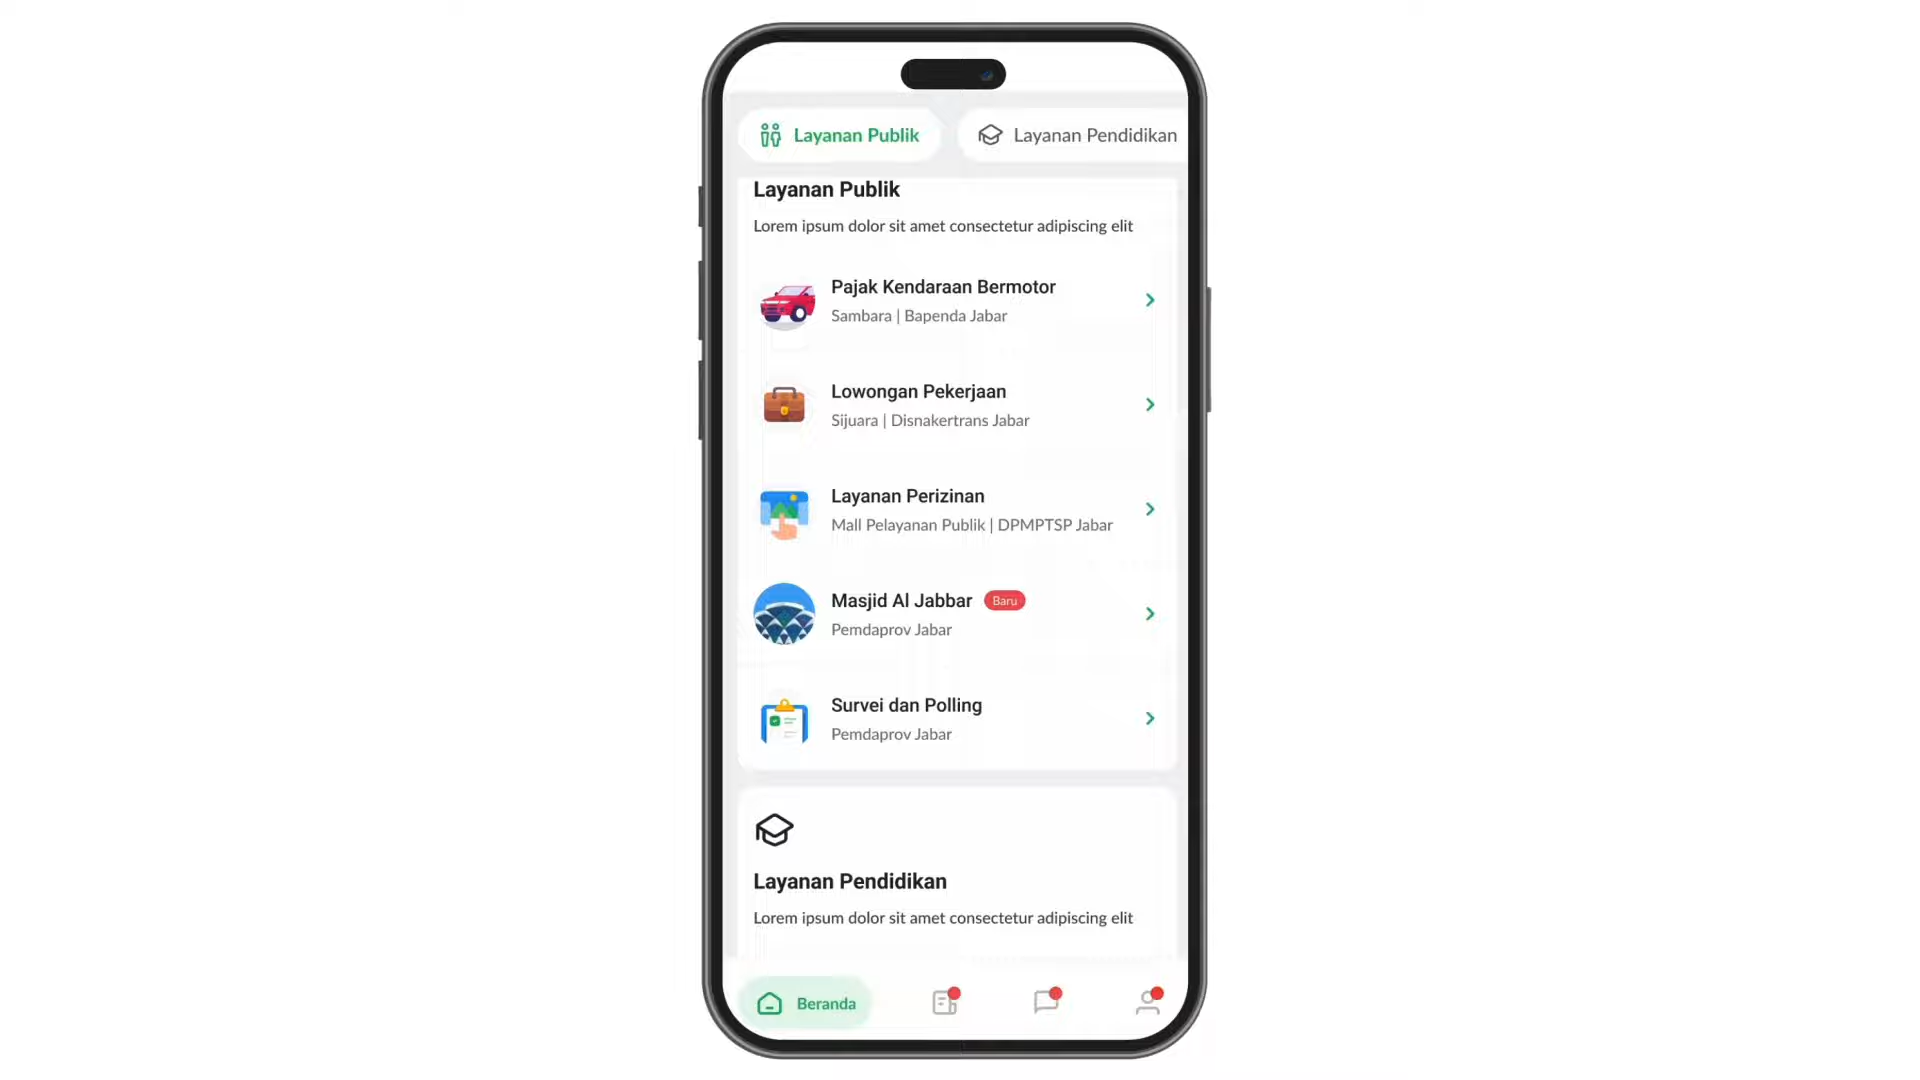 Layanan Publik
Layanan Pendidikan
Layanan Publik
Lorem ipsum dolor sit amet consectetur adipiscing elit
Pajak Kendaraan Bermotor
Sambara | Bapenda Jabar
Lowongan Pekerjaan
Sijuara | Disnakertrans Jabar
Layanan Perizinan
Mall Pelayanan Publik | DPMPTSP Jabar
Masjid Al Jabbar Baru
Pemdaprov Jabar
Survei dan Polling
Pemdaprov Jabar
Layanan Pendidikan
Lorem ipsum dolor sit amet consectetur adipiscing elit
Beranda